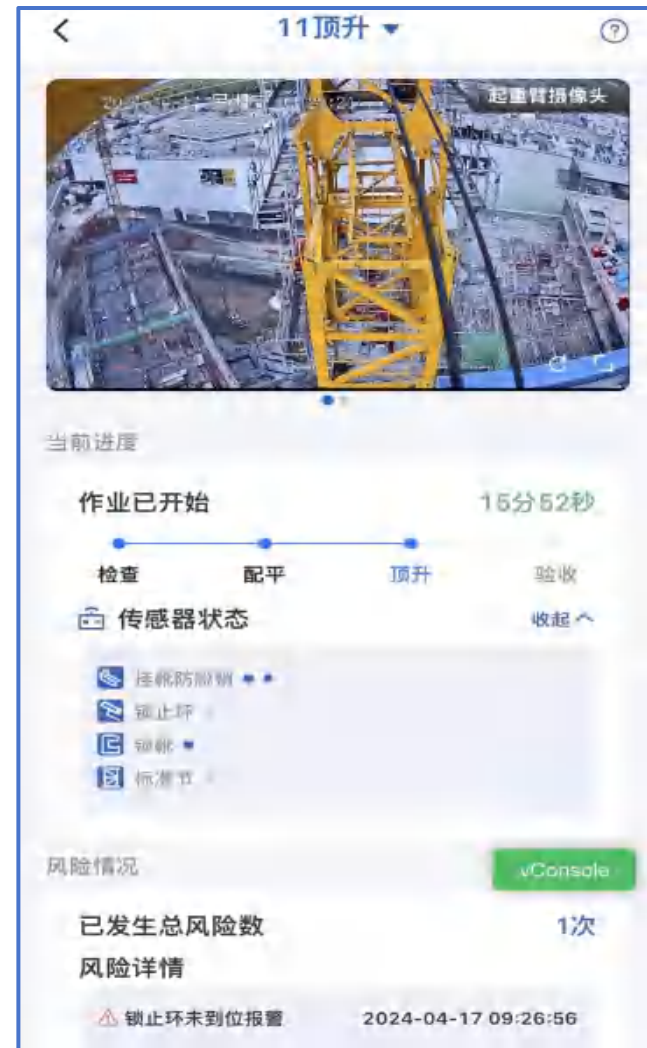 11顶升
起重臂摄像头
当前进度
作业已开始 15分52秒
检查 配平 顶升 验收
传感器状态 收起
挂靴防脱销
锁止环
锁靴
标准节
风险情况 vConsole
已发生总风险数 1次
风险详情
锁止环未到位报警 2024-04-17 09:26:56